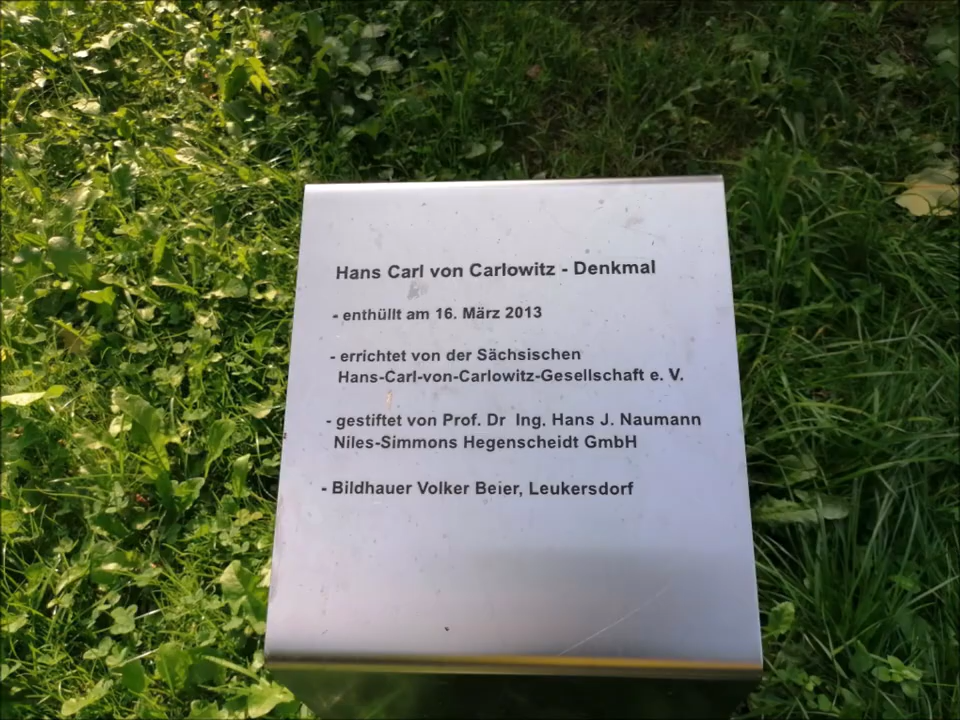 Hans Carl von Carlowitz - Denkmal
- enthüllt am 16. März 2013
- errichtet von der Sächsischen
Hans-Carl-von-Carlowitz-Gesellschaft e. V.
- gestiftet von Prof. Dr Ing. Hans J. Naumann
Niles-Simmons Hegenscheidt GmbH
- Bildhauer Volker Beier, Leukersdorf